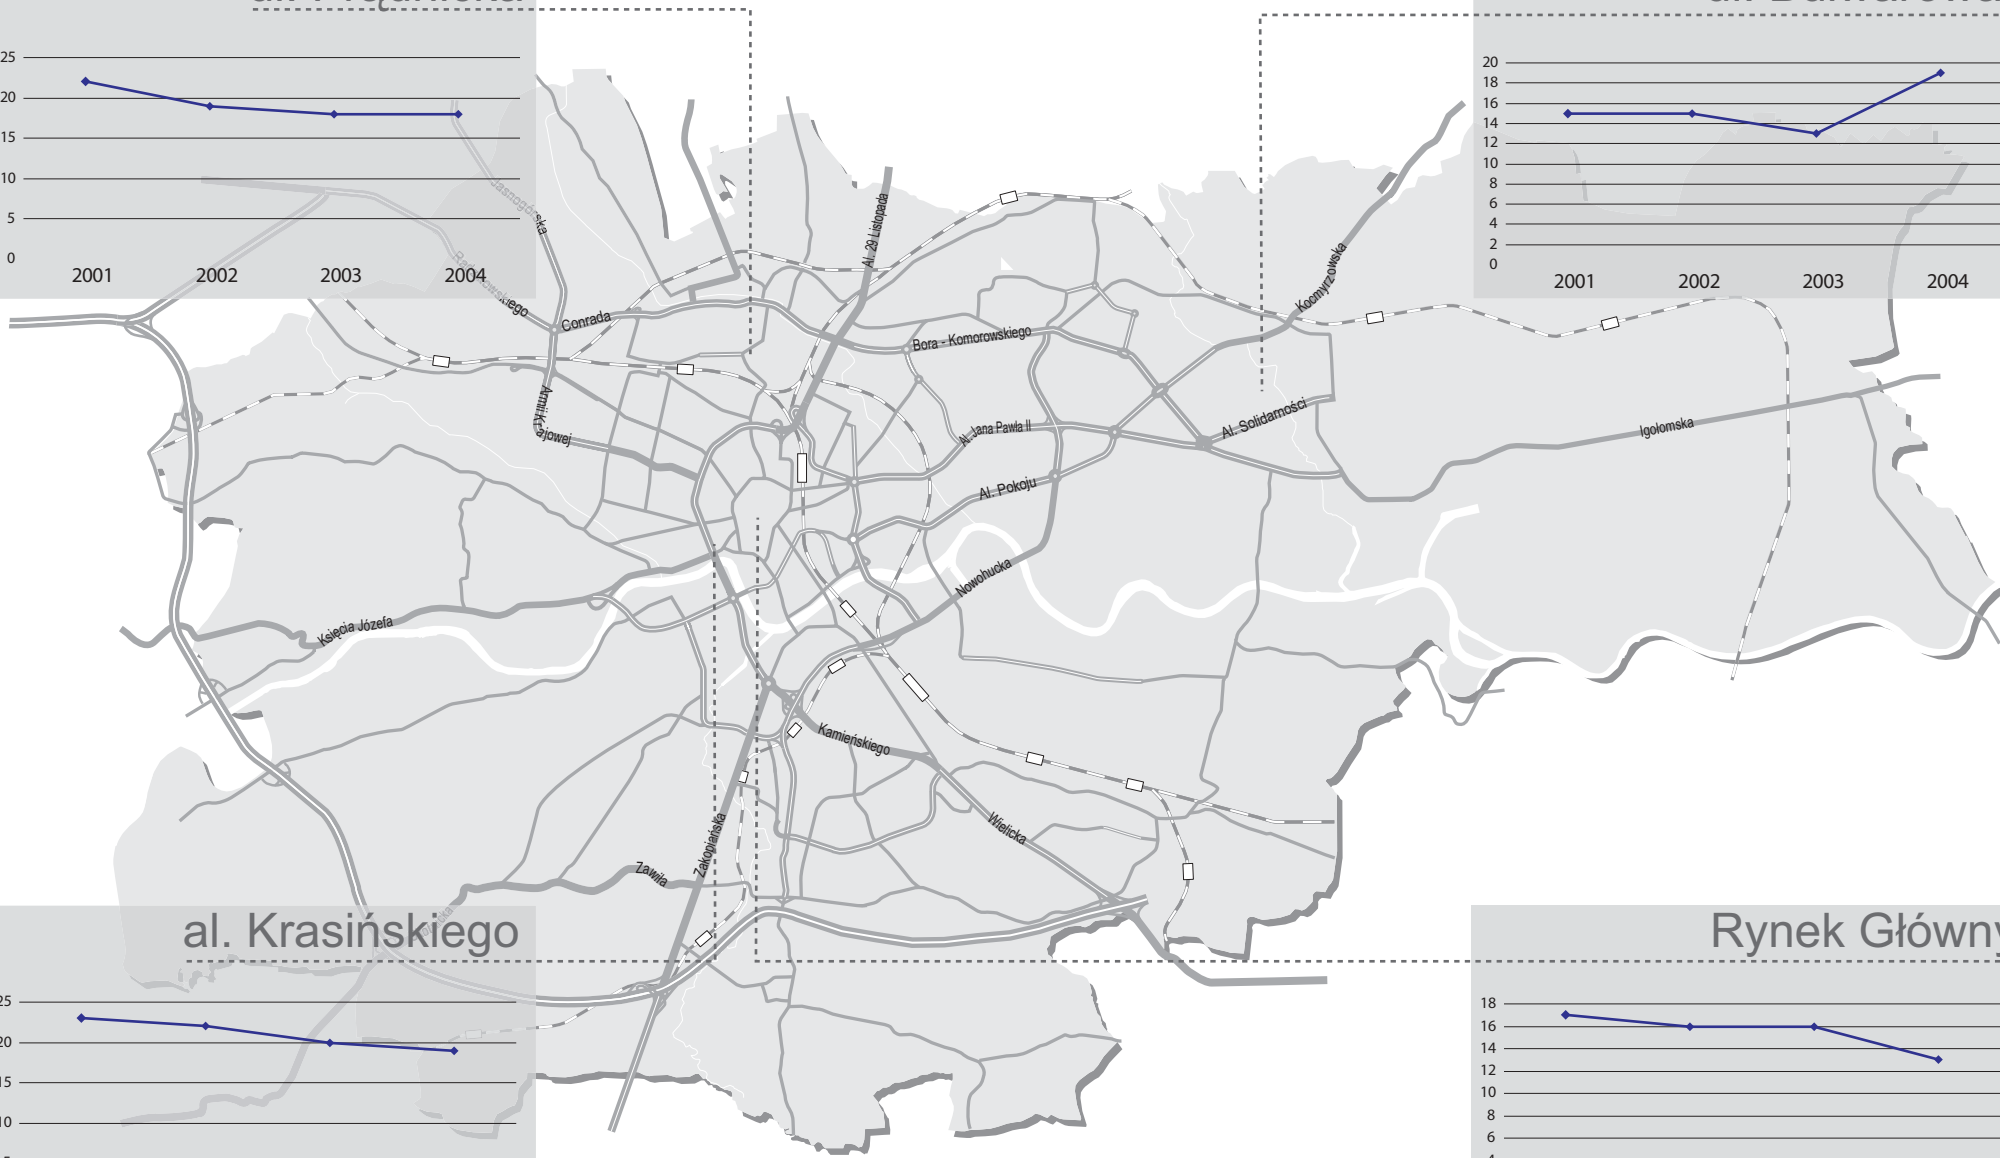 25
20
15
10
5
0
2001 2002 2003 2004
20
18
16
14
12
10
8
6
4
2
0
2001 2002 2003 2004
Jasnogórska
Conrada
Al. 29 Listopada
Bora - Komorowskiego
Kocmyrzowska
Armii Krajowej
Al. Jana Pawła II
Al. Solidarności
Igołomska
Al. Pokoju
Nowohucka
Księcia Józefa
Kamieńskiego
Wielicka
Zakopiańska
Zawiła
al. Krasińskiego
25
20
15
10
Rynek Główny
18
16
14
12
10
8
6